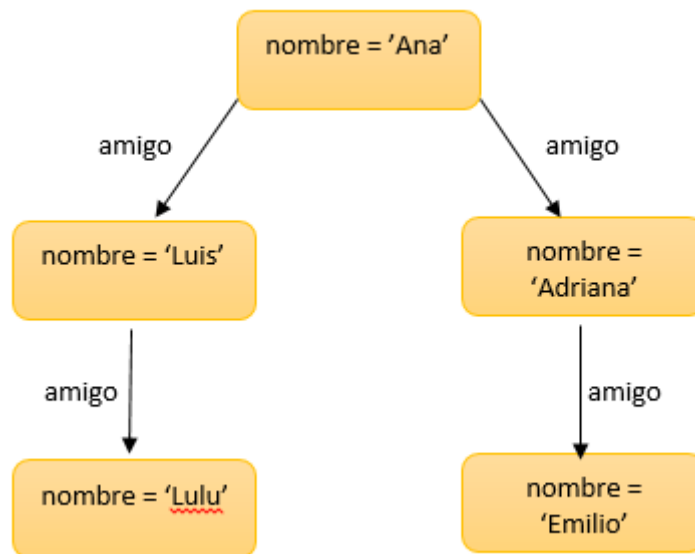 nombre = ’Ana’
amigo
amigo
nombre = ‘Luis’
nombre =
‘Adriana’
amigo
amigo
nombre = ‘Lulu’
nombre =
‘Emilio’